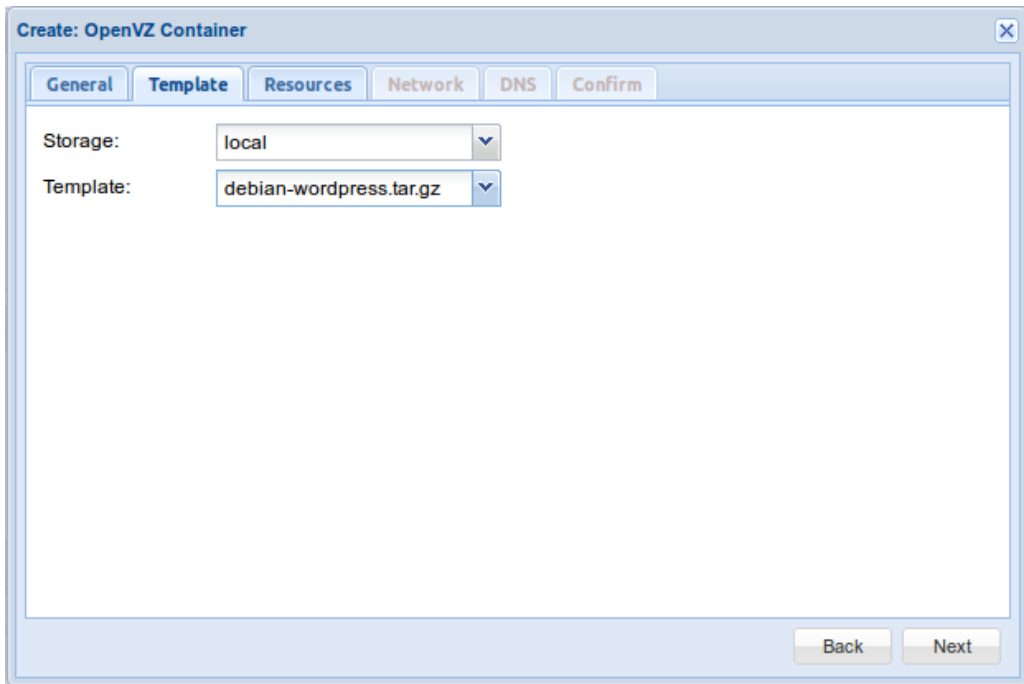 Create: OpenVZ Container
General Template Resources Network DNS Confirm
Storage: local
Template: debian-wordpress.tar.gz
Back Next